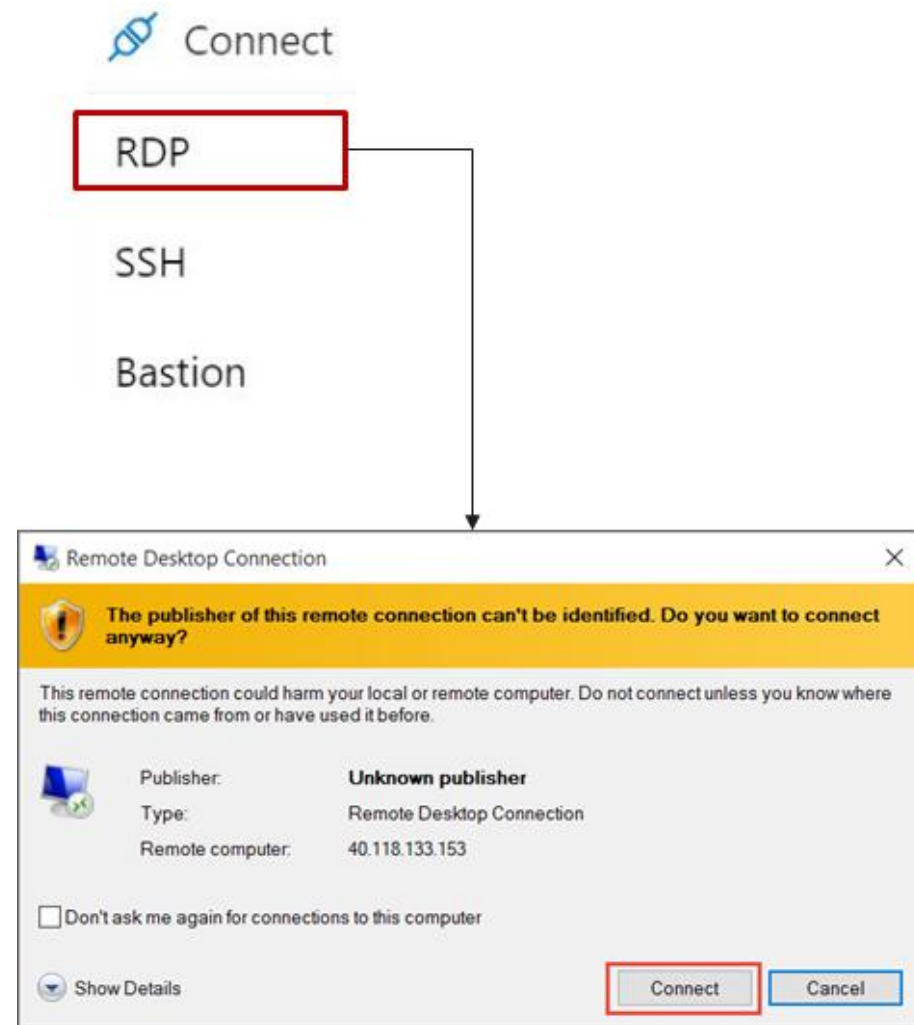 Connect
RDP
SSH
Bastion
Remote Desktop Connection
The publisher of this remote connection can't be identified. Do you want to connect
anyway?
This remote connection could harm your local or remote computer. Do not connect unless you know where
this connection came from or have used it before.
Publisher: Unknown publisher
Type: Remote Desktop Connection
Remote computer: 40.118.133.153
Don't ask me again for connections to this computer
Show Details Connect Cancel